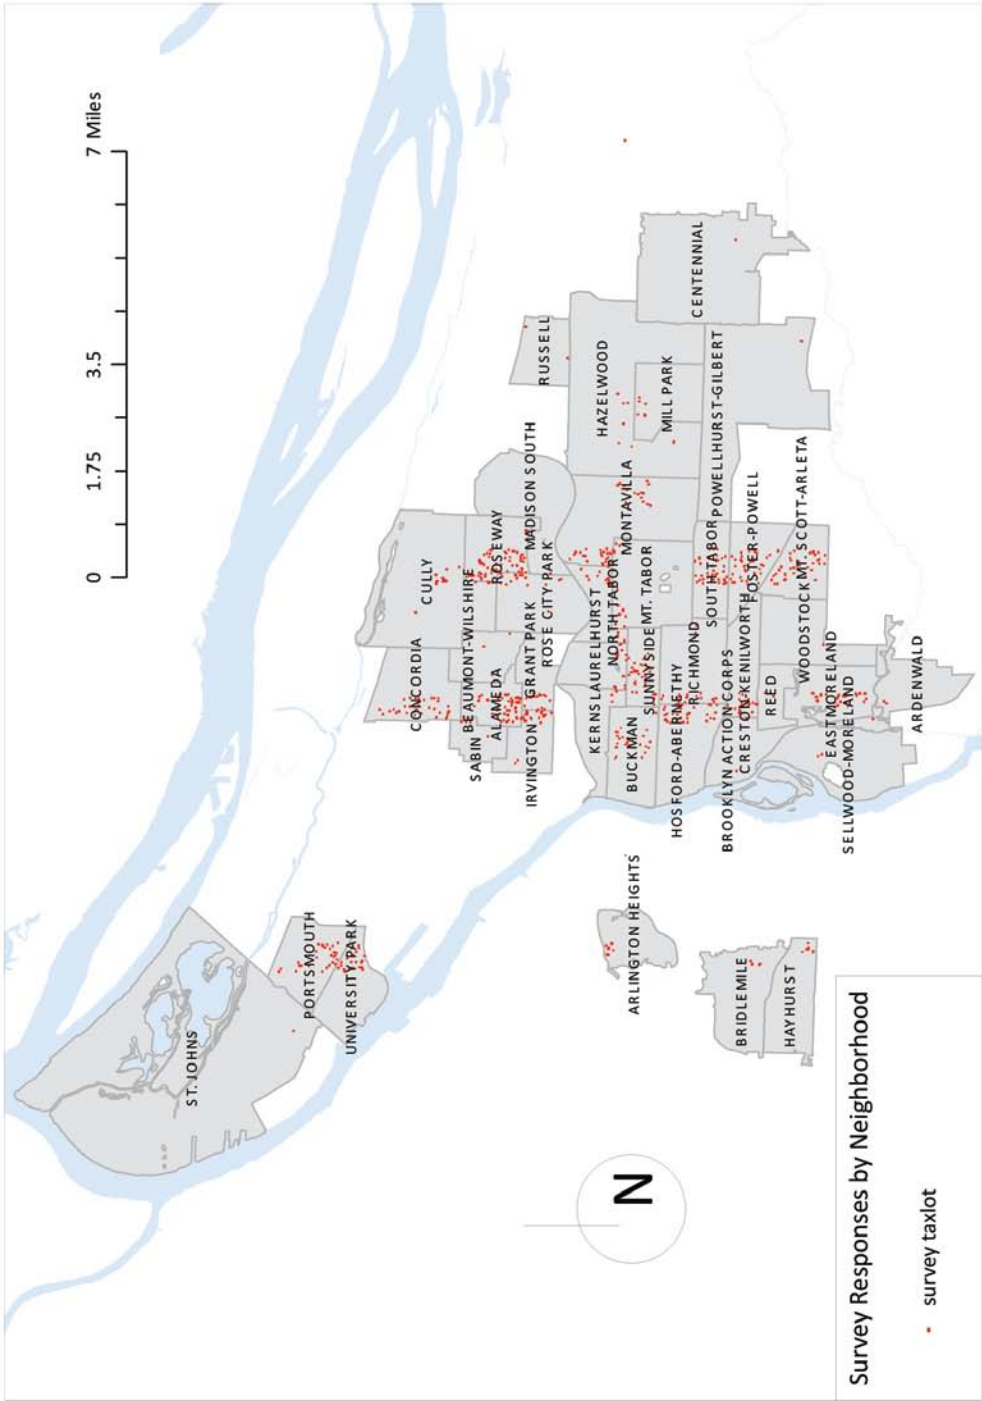 0
1.75
3.5
7 Miles
ST. JOHNS
PORTSMOUTH
UNIVERSITY PARK
CONCORDIA
CULLY
SABIN
BEAUMONT-WILSHIRE
ALAMEDA
ROSEWAY
IRVINGTON
GRANT PARK
MADISON SOUTH
ROSE CITY PARK
RUSSELL
KERNS
LAURELHURST
HAZELWOOD
NORTH TABOR
MONTAVILLA
BUCKMAN
SUNNYSIDE
MT. TABOR
MILL PARK
ARLINGTON HEIGHTS
HOSFORD-ABERNETHY
RICHMOND
CENTENNIAL
SOUTH TABOR
POWELLHURST-GILBERT
BROOKLYN ACTION CORPS
CRESTON-KENILWORTH
FOSTER-POWELL
BRIDLEMILE
REED
HAYHURST
WOODSTOCK
MT. SCOTT-ARLETA
EASTMORELAND
SELLWOOD-MORELAND
ARDENWALD
N
Survey Responses by Neighborhood
survey taxlot